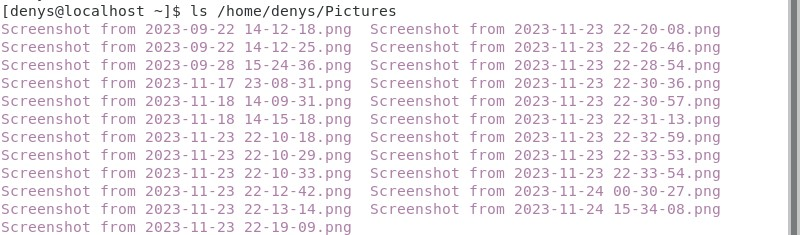 [denys@localhost ~]$ ls /home/denys/Pictures
Screenshot from 2023-09-22 14-12-18.png  Screenshot from 2023-11-23 22-20-08.png
Screenshot from 2023-09-22 14-12-25.png  Screenshot from 2023-11-23 22-26-46.png
Screenshot from 2023-09-28 15-24-36.png  Screenshot from 2023-11-23 22-28-54.png
Screenshot from 2023-11-17 23-08-31.png  Screenshot from 2023-11-23 22-30-36.png
Screenshot from 2023-11-18 14-09-31.png  Screenshot from 2023-11-23 22-30-57.png
Screenshot from 2023-11-18 14-15-18.png  Screenshot from 2023-11-23 22-31-13.png
Screenshot from 2023-11-23 22-10-18.png  Screenshot from 2023-11-23 22-32-59.png
Screenshot from 2023-11-23 22-10-29.png  Screenshot from 2023-11-23 22-33-53.png
Screenshot from 2023-11-23 22-10-33.png  Screenshot from 2023-11-23 22-33-54.png
Screenshot from 2023-11-23 22-12-42.png  Screenshot from 2023-11-24 00-30-27.png
Screenshot from 2023-11-23 22-13-14.png  Screenshot from 2023-11-24 15-34-08.png
Screenshot from 2023-11-23 22-19-09.png